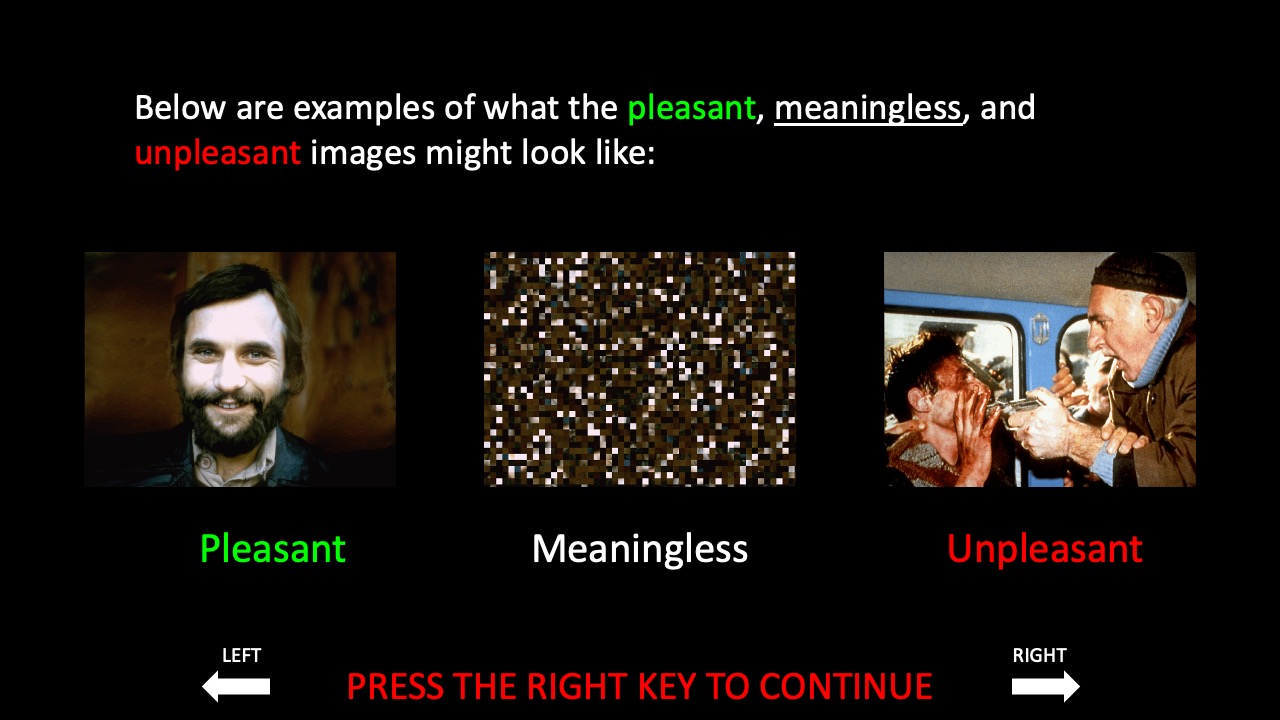 Below are examples of what the pleasant, meaningless, and
unpleasant images might look like:
Pleasant
Meaningless
Unpleasant
LEFT
RIGHT
PRESS THE RIGHT KEY TO CONTINUE